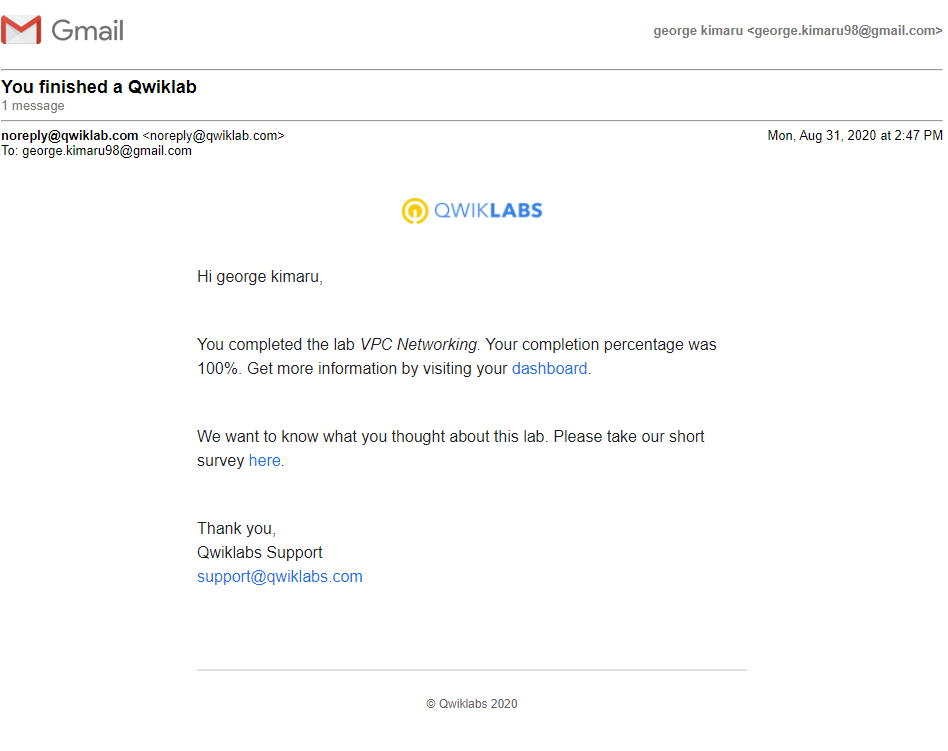 Gmail
george kimaru <george.kimaru98@gmail.com>
You finished a Qwiklab
1 message
noreply@qwiklab.com <noreply@qwiklab.com>
Mon, Aug 31, 2020 at 2:47 PM
To: george.kimaru98@gmail.com
QWIKLABS
Hi george kimaru,
You completed the lab VPC Networking. Your completion percentage was
100%. Get more information by visiting your dashboard.
We want to know what you thought about this lab. Please take our short
survey here.
Thank you,
Qwiklabs Support
support@qwiklabs.com
© Qwiklabs 2020